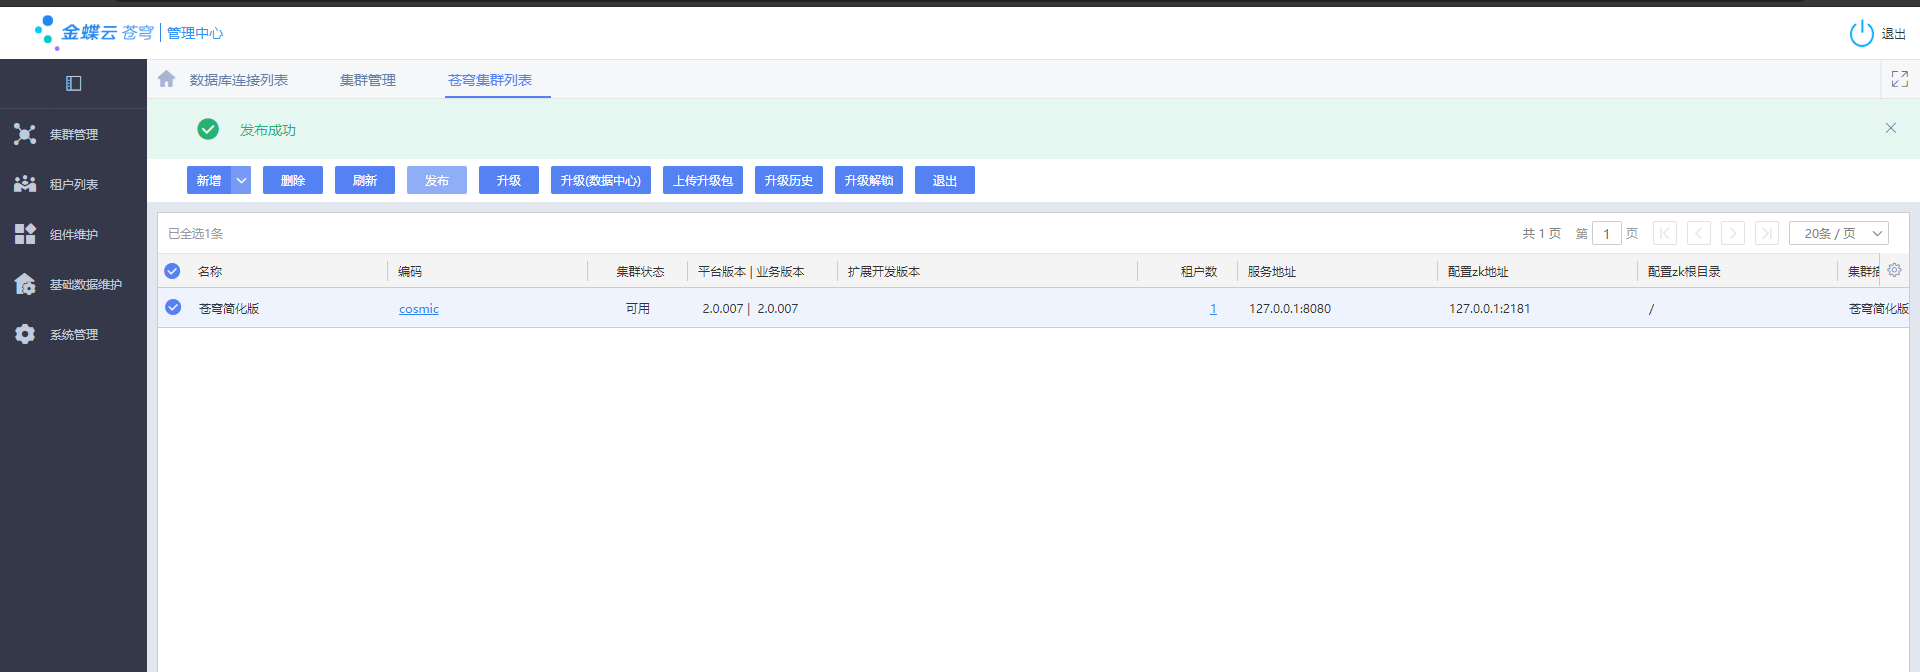 金蝶云 苍穹 | 管理中心
退出
数据库连接列表 集群管理 苍穹集群列表
集群管理
租户列表
组件维护
基础数据维护
系统管理
发布成功
新增 删除 刷新 发布 升级 升级(数据中心) 上传升级包 升级历史 升级解锁 退出
已全选1条 共 1 页 第 1 页 20条 / 页
名称 编码 集群状态 平台版本 | 业务版本 扩展开发版本 租户数 服务地址 配置zk地址 配置zk根目录 集群
苍穹简化版 cosmic 可用 2.0.007 | 2.0.007 1 127.0.0.1:8080 127.0.0.1:2181 / 苍穹简化版